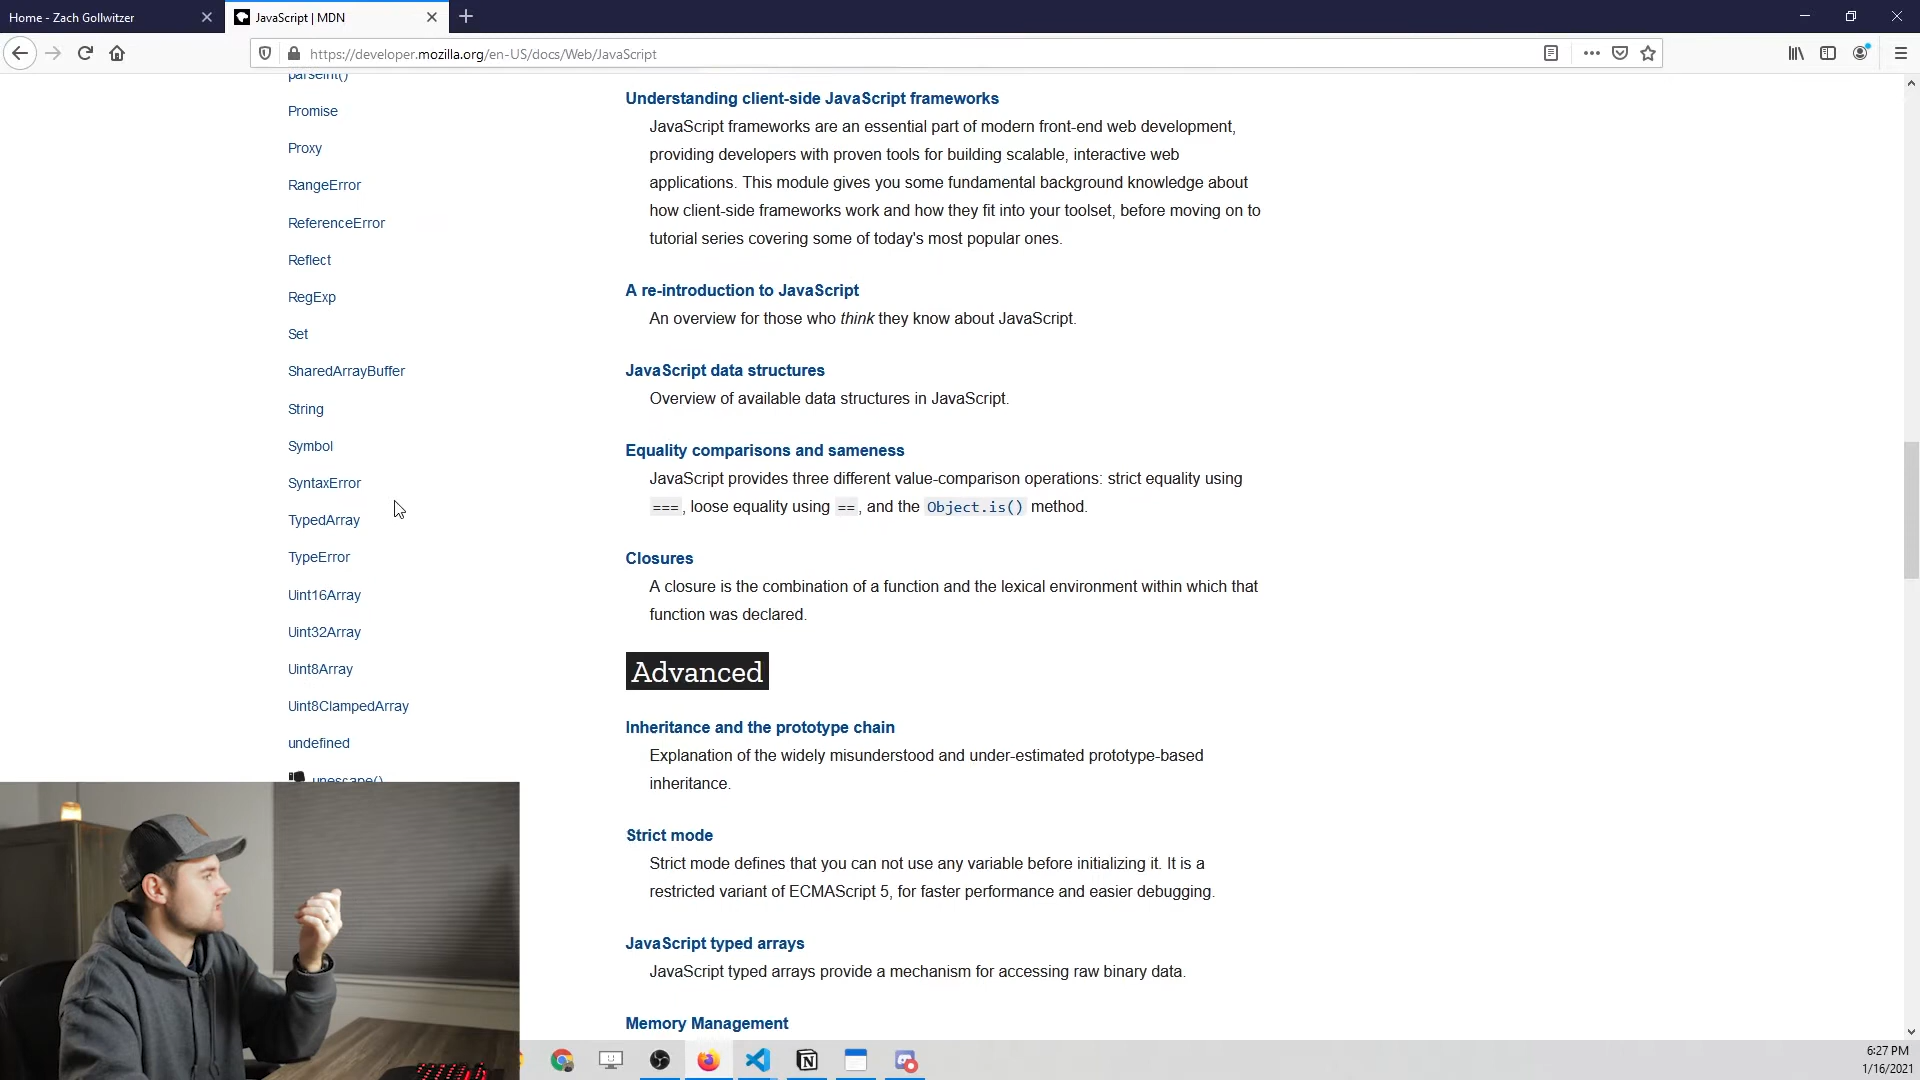 Home - Zach Gollwitzer
JavaScript | MDN
https://developer.mozilla.org/en-US/docs/Web/JavaScript
parseInt()
Promise
Proxy
RangeError
ReferenceError
Reflect
RegExp
Set
SharedArrayBuffer
String
Symbol
SyntaxError
TypedArray
TypeError
Uint16Array
Uint32Array
Uint8Array
Uint8ClampedArray
undefined
unescape()
Understanding client-side JavaScript frameworks
JavaScript frameworks are an essential part of modern front-end web development,
providing developers with proven tools for building scalable, interactive web
applications. This module gives you some fundamental background knowledge about
how client-side frameworks work and how they fit into your toolset, before moving on to
tutorial series covering some of today's most popular ones.
A re-introduction to JavaScript
An overview for those who think they know about JavaScript.
JavaScript data structures
Overview of available data structures in JavaScript.
Equality comparisons and sameness
JavaScript provides three different value-comparison operations: strict equality using
===, loose equality using ==, and the Object.is() method.
Closures
A closure is the combination of a function and the lexical environment within which that
function was declared.
Advanced
Inheritance and the prototype chain
Explanation of the widely misunderstood and under-estimated prototype-based
inheritance.
Strict mode
Strict mode defines that you can not use any variable before initializing it. It is a
restricted variant of ECMAScript 5, for faster performance and easier debugging.
JavaScript typed arrays
JavaScript typed arrays provide a mechanism for accessing raw binary data.
Memory Management
6:27 PM
1/16/2021